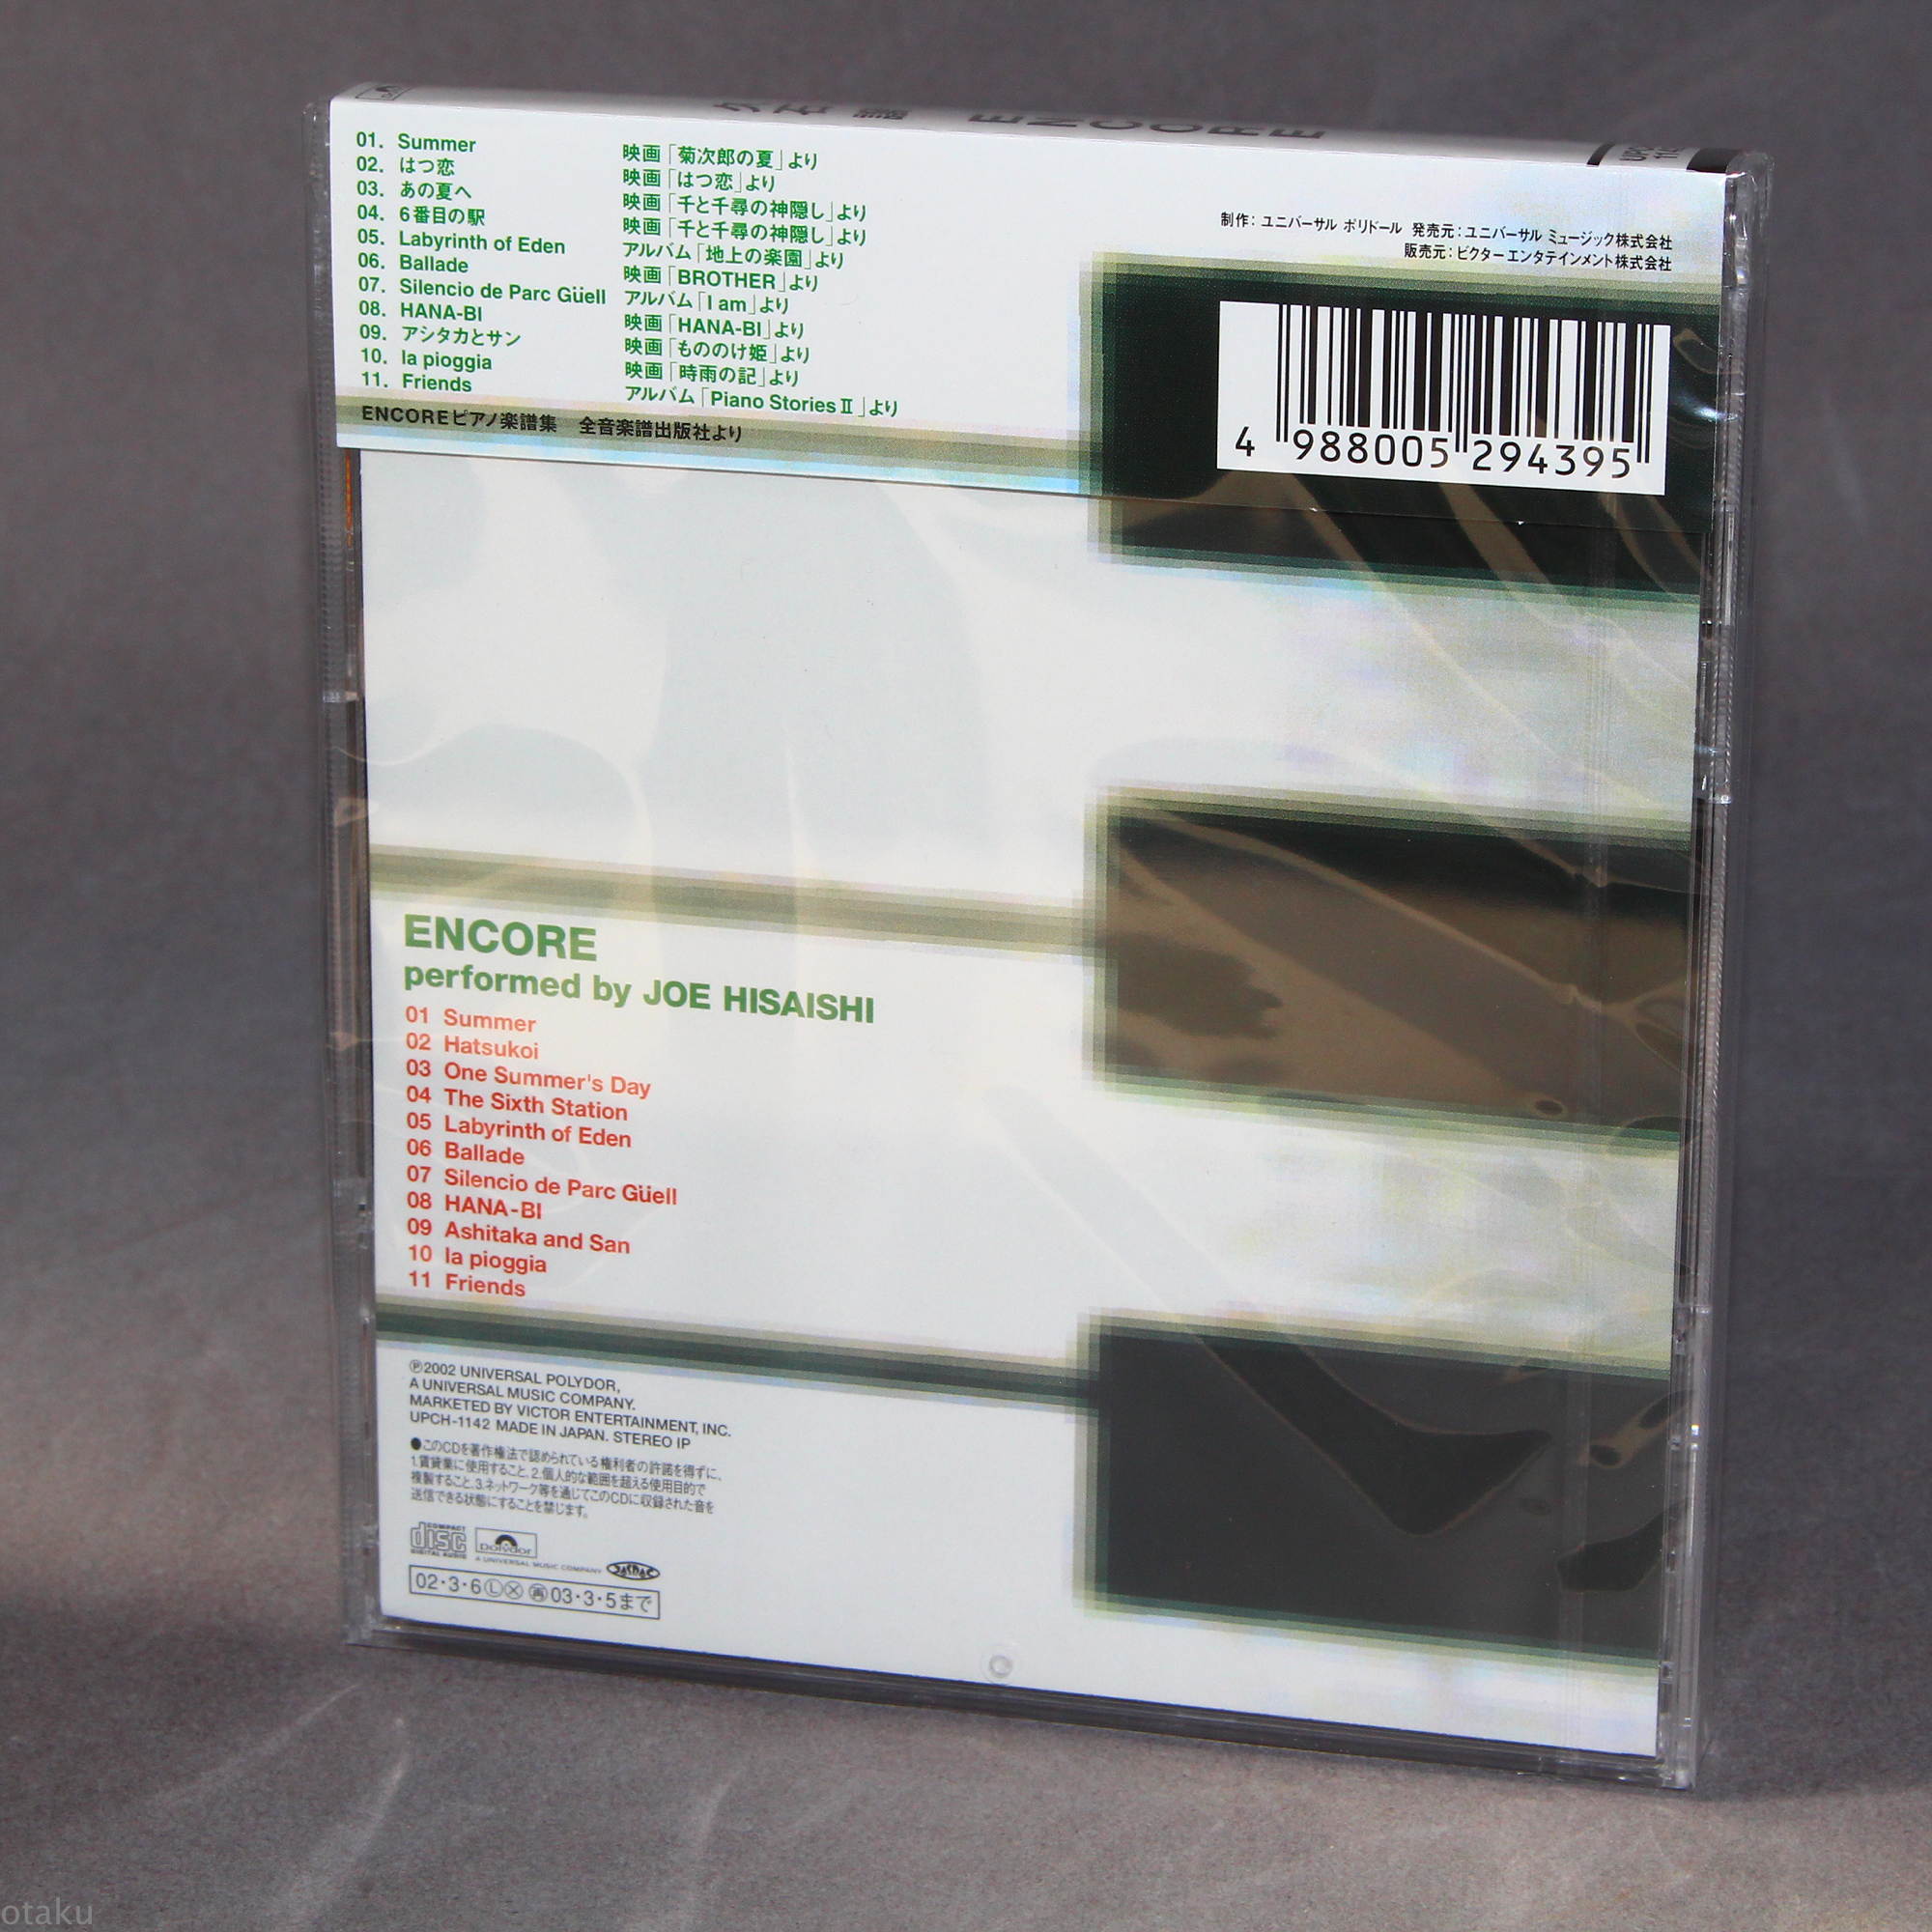 久石 譲 ENCORE
01. Summer 映画「菊次郎の夏」より
02. はつ恋 映画「はつ恋」より
03. あの夏へ 映画「千と千尋の神隠し」より
04. 6番目の駅 映画「千と千尋の神隠し」より
05. Labyrinth of Eden アルバム「地上の楽園」より
06. Ballade 映画「BROTHER」より
07. Silencio de Parc Güell アルバム「I am」より
08. HANA-BI 映画「HANA-BI」より
09. アシタカとサン 映画「もののけ姫」より
10. la pioggia 映画「時雨の記」より
11. Friends アルバム「Piano Stories II」より
ENCOREピアノ楽譜集 全音楽譜出版社より
制作：ユニバーサル ポリドール 発売元：ユニバーサル ミュージック株式会社
販売元：ビクターエンタテインメント株式会社
4 988005 294395
ENCORE
performed by JOE HISAISHI
01 Summer
02 Hatsukoi
03 One Summer's Day
04 The Sixth Station
05 Labyrinth of Eden
06 Ballade
07 Silencio de Parc Güell
08 HANA-BI
09 Ashitaka and San
10 la pioggia
11 Friends
℗2002 UNIVERSAL POLYDOR,
A UNIVERSAL MUSIC COMPANY.
MARKETED BY VICTOR ENTERTAINMENT, INC.
UPCH-1142 MADE IN JAPAN. STEREO IP
●このCDを著作権法で認められている権利者の許諾を得ずに、
1.賃貸業に使用すること、2.個人的な範囲を超える使用目的で
複製すること、3.ネットワーク等を通じてこのCDに収録された音を
送信できる状態にすることを禁じます。
COMPACT disc DIGITAL AUDIO
Polydor
A UNIVERSAL MUSIC COMPANY
JASRAC
02・3・6ⓁⓍ㊢03・3・5まで
otaku